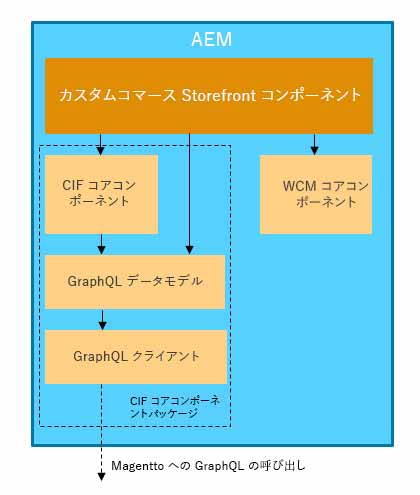 AEM
カスタムコマース Storefront コンポーネント
CIF コアコン
ポーネント
WCM コアコン
ポーネント
GraphQL データモデル
GraphQL クライアント
CIF コアコンポーネ
ントパッケージ
Magentto への GraphQL の呼び出し